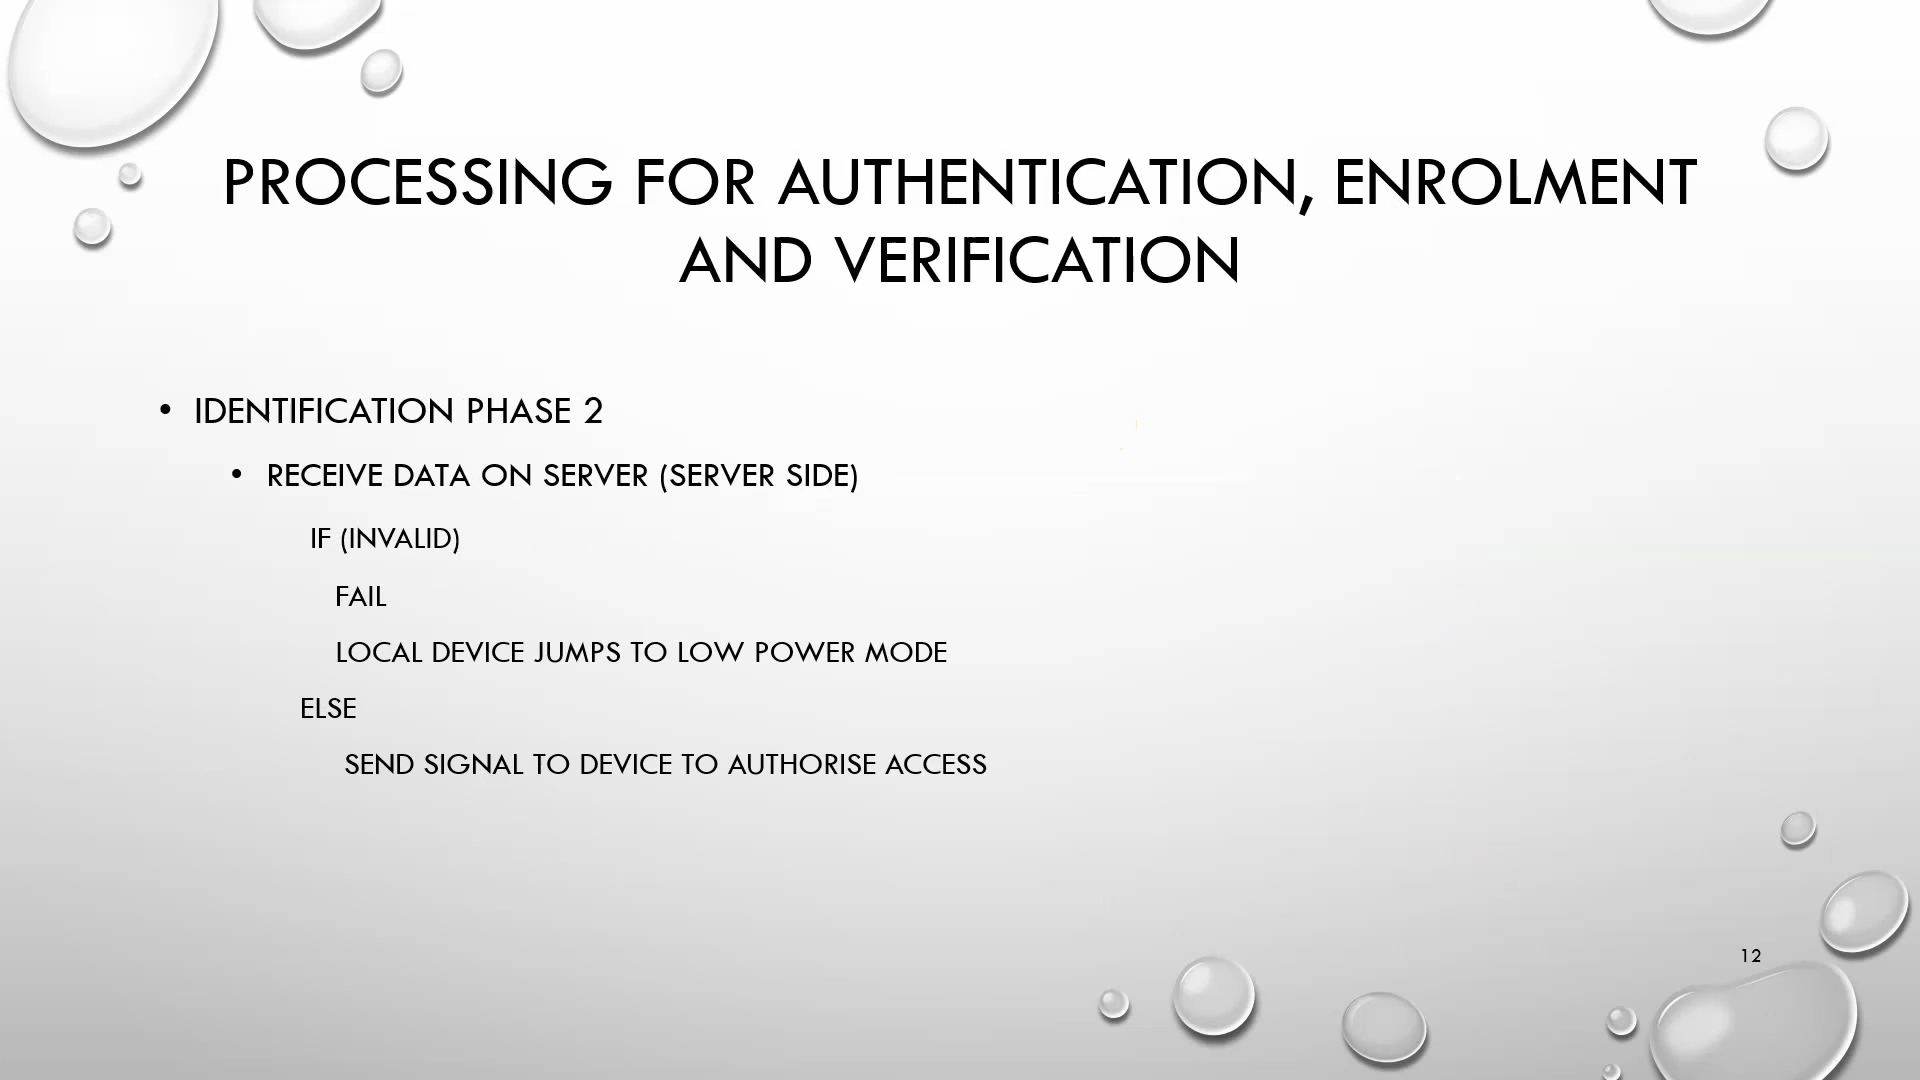 PROCESSING FOR AUTHENTICATION, ENROLMENT
AND VERIFICATION
• IDENTIFICATION PHASE 2
• RECEIVE DATA ON SERVER (SERVER SIDE)
IF (INVALID)
FAIL
LOCAL DEVICE JUMPS TO LOW POWER MODE
ELSE
SEND SIGNAL TO DEVICE TO AUTHORISE ACCESS
12